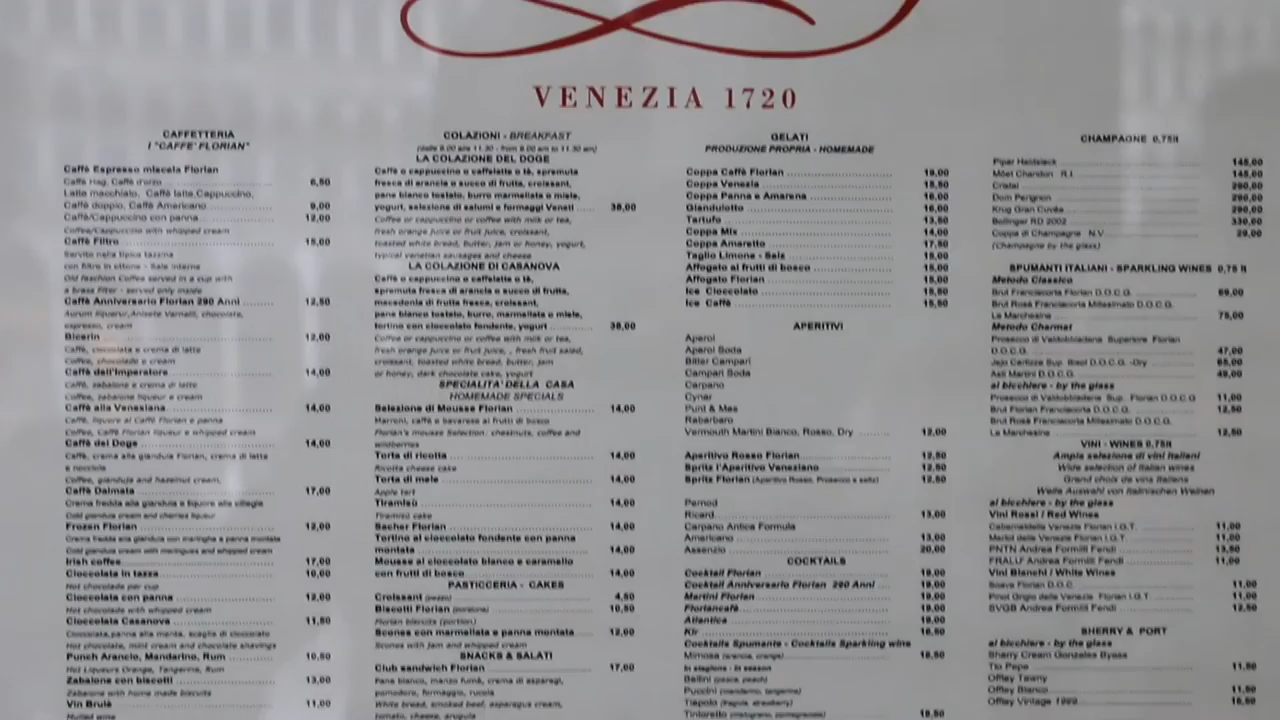 VENEZIA 1720
CAFFETTERIA
I "CAFFE' FLORIAN"
Caffè Espresso miscela Florian
Caffè Hag, Caffè d'orzo 6,50
Latte macchiato, Caffè latte, Cappuccino,
Caffè doppio, Caffè Americano 9,00
Caffè/Cappuccino con panna 12,00
Coffee/Cappuccino with whipped cream
Caffè Filtro 15,00
Servito nella tipica tazzina
con filtro in ottone - Sale interne
Old faschion Coffee served in a cup with
a brass filter - served only inside
Caffè Anniversario Florian 290 Anni 12,50
espresso, cream
Bicerin 12,00
Caffè, cioccolata e crema di latte
Coffee, chocolate e cream
Caffè dell'Imperatore 14,00
Caffè, zabaione e crema di latte
Coffee, zabaione liqueur e cream
Caffè alla Veneziana 14,00
Caffè, liquore al Caffè Florian e panna
Coffee, Caffè Florian liqueur e whipped cream
Caffè del Doge 14,00
Caffè, crema alla gianduia Florian, crema di latte
e nocciole
Coffee, gianduia and hazelnut cream,
Caffè Dalmata 17,00
Crema fredda alla gianduia e liquore alle ciliegie
Cold gianduia cream and cherries liqueur
Frozen Florian 12,00
Crema fredda alla gianduia con meringhe e panna montata
Cold gianduia cream with meringues and whipped cream
Irish coffee 17,00
Cioccolata in tazza 10,00
Hot chocolate per cup
Cioccolata con panna 12,00
Hot chocolate with whipped cream
Cioccolata Casanova 11,50
Cioccolata, panna alla menta, scaglie di cioccolato
Hot chocolate, mint cream and chocolate shavings
Punch Arancio, Mandarino, Rum 10,50
Hot Liqueurs Orange, Tangerine, Rum
Zabaione con biscotti 13,00
Zabaione with home made biscuits
Vin Brulè 11,00
Mulled wine
COLAZIONI - BREAKFAST
(dalle 9.00 alle 11.30 - from 9.00 am to 11.30 am)
LA COLAZIONE DEL DOGE
Caffè o cappuccino o caffelatte o tè, spremuta
fresca di arancia o succo di frutta, croissant,
pane bianco tostato, burro marmellata o miele,
yogurt, selezione di salumi e formaggi Veneti 38,00
Coffee or cappuccino or coffee with milk or tea,
fresh orange juice or fruit juice, croissant,
toasted white bread, butter, jam or honey, yogurt,
typical venetian sausages and cheese
LA COLAZIONE DI CASANOVA
Caffè o cappuccino o caffelatte o tè,
spremuta fresca di arancia o succo di frutta,
macedonia di frutta fresca, croissant,
pane bianco tostato, burro, marmellata o miele,
tortino con cioccolato fondente, yogurt 38,00
Coffee or cappuccino or coffee with milk or tea,
fresh orange juice or fruit juice, , fresh fruit salad,
croissant, toasted white bread, butter, jam
or honey, dark chocolate cake, yogurt
SPECIALITA' DELLA CASA
HOMEMADE SPECIALS
Selezione di Mousse Florian 14,00
Marroni, caffè e bavarese ai frutti di bosco
Florian's mousse Selection: chestnuts, coffee and
wildberries
Torta di ricotta 14,00
Ricotta cheese cake
Torta di mele 14,00
Apple tart
Tiramisù 14,00
Tiramisù cake
Sacher Florian 14,00
Tortino al cioccolato fondente con panna
montata 14,00
Mousse al cioccolato bianco e caramello
con frutti di bosco 14,00
PASTICCERIA - CAKES
Croissant (pezzo) 4,50
Biscotti Florian (porzione) 10,50
Florian biscuits (portion)
Scones con marmellata e panna montata 12,00
Scones with jam and whipped cream
SNACKS & SALATI
Club sandwich Florian 17,00
Pane bianco, manzo fumè, crema di asparagi,
pomodoro, formaggio, rucola
White bread, smoked beef, asparagus cream,
tomato, cheese, arugula
GELATI
PRODUZIONE PROPRIA - HOMEMADE
Coppa Caffè Florian 19,00
Coppa Venezia 15,50
Coppa Panna e Amarena 16,00
Gianduiotto 16,00
Tartufo 13,50
Coppa Mix 14,00
Coppa Amaretto 17,50
Taglio Limone - Sels 15,00
Affogato ai frutti di bosco 15,00
Affogato Florian 15,00
Ice Cioccolato 15,50
Ice Caffè 15,50
APERITIVI
Aperol
Aperol Soda
Bitter Campari
Campari Soda
Carpano
Cynar
Punt & Mes
Rabarbaro
Vermouth Martini Bianco, Rosso, Dry 12,00
Aperitivo Rosso Florian 12,50
Spritz l'Aperitivo Veneziano 12,50
Spritz Florian (Aperitivo Rosso, Prosecco e seltz) 12,50
Pernod
Ricard 13,00
Carpano Antica Formula
Americano 13,00
Assenzio 20,00
COCKTAILS
Cocktail Florian 19,00
Cocktail Anniversario Florian 290 Anni 19,00
Martini Florian 19,00
Floriancafè 19,00
Atlantica 19,00
Kir 16,50
Cocktails Spumante - Cocktails Sparkling wine
Mimosa (arancia, orange) 18,50
In stagione - in season
Bellini (pesca, peach)
Puccini (mandarino, tangerine)
Tiepolo (fragola, strawberry)
Tintoretto (melograno, pomegranate) 19,50
CHAMPAGNE 0,75lt
Piper Heidsieck 145,00
Möet Chandon R.I. 145,00
Cristal 290,00
Dom Perignon 290,00
Krug Gran Cuvée 290,00
Bollinger RD 2002 330,00
Coppa di Champagne N.V. 29,00
(Champagne by the glass)
SPUMANTI ITALIANI - SPARKLING WINES 0,75 lt
Metodo Classico
Brut Franciacorta Florian D.O.C.G. 69,00
Brut Rosè Franciacorta Millesimato D.O.C.G.
La Marchesine 75,00
Metodo Charmat
Prosecco di Valdobbiadene Superiore Florian
D.O.C.G. 47,00
Jeio Cartizze Sup. Bisol D.O.C.G. -Dry 65,00
Asti Martini D.O.C.G. 49,00
al bicchiere - by the glass
Prosecco di Valdobbiadene Sup. Florian D.O.C.G 11,00
Brut Florian Franciacorta D.O.C.G. 12,50
Brut Rosè Franciacorta Millesimato D.O.C.G.
La Marchesine 12,50
VINI - WINES 0,75lt
Ampia selezione di vini italiani
Wide selection of Italian wines
Grand choix de vins italiens
Weite Auswahl von italienischen Weinen
al bicchiere - by the glass
Vini Rossi / Red Wines
Cabernet delle Venezie Florian I.G.T. 11,00
Merlot delle Venezie Florian I.G.T. 11,00
PNTN Andrea Formilli Fendi 13,50
FRALU' Andrea Formilli Fendi 11,00
Vini Bianchi / White Wines
Soave Florian D.O.C 11,00
Pinot Grigio delle Venezie Florian I.G.T 11,00
SVGB Andrea Formilli Fendi 12,50
SHERRY & PORT
al bicchiere - by the glass
Sherry Cream Gonzales Byass
Tio Pepe 11,50
Offley Tawny
Offley Bianco 11,50
Offley Vintage 1999 16,50